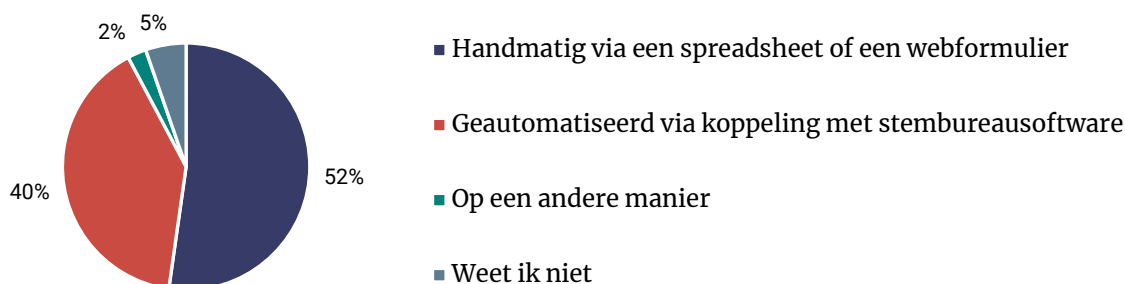 2%
5%
40%
52%
Handmatig via een spreadsheet of een webformulier
Geautomatiseerd via koppeling met stembureausoftware
Op een andere manier
Weet ik niet